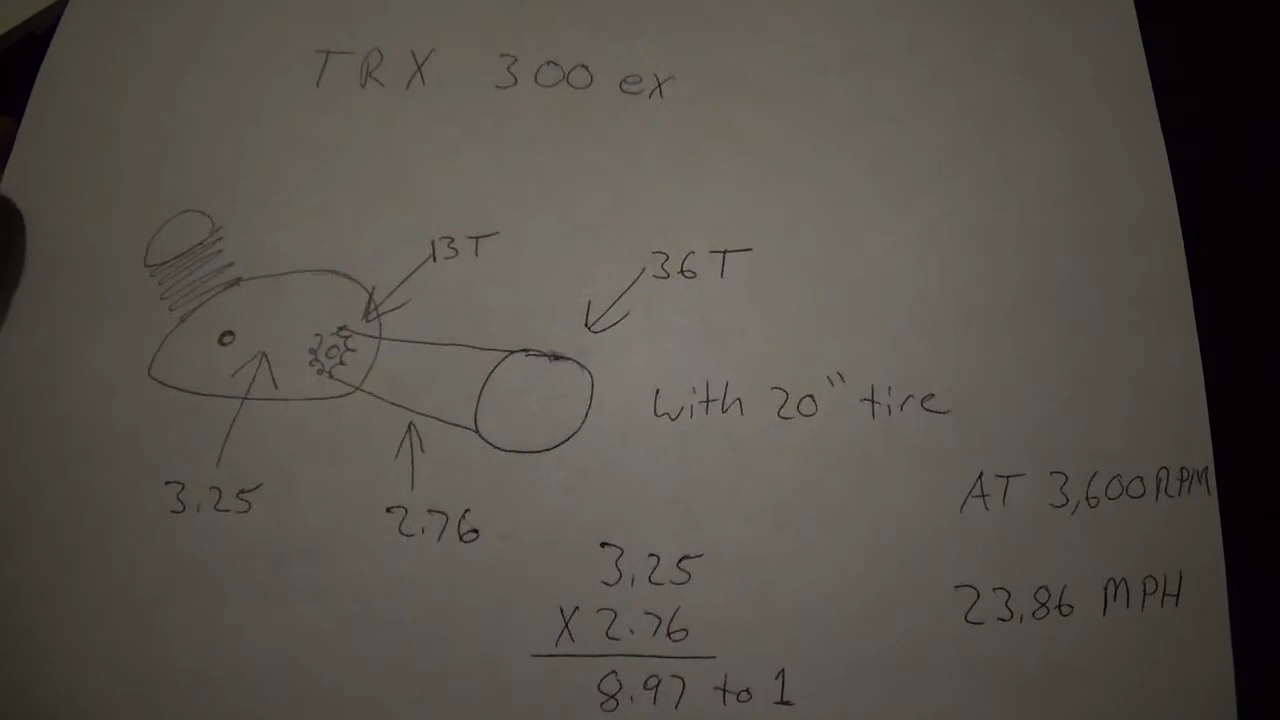 TRX 300 ex
13T
36T
with 20" tire
3.25
2.76
AT 3,600 RPM
3.25
X 2.76
8.97 to 1
23.86 MPH